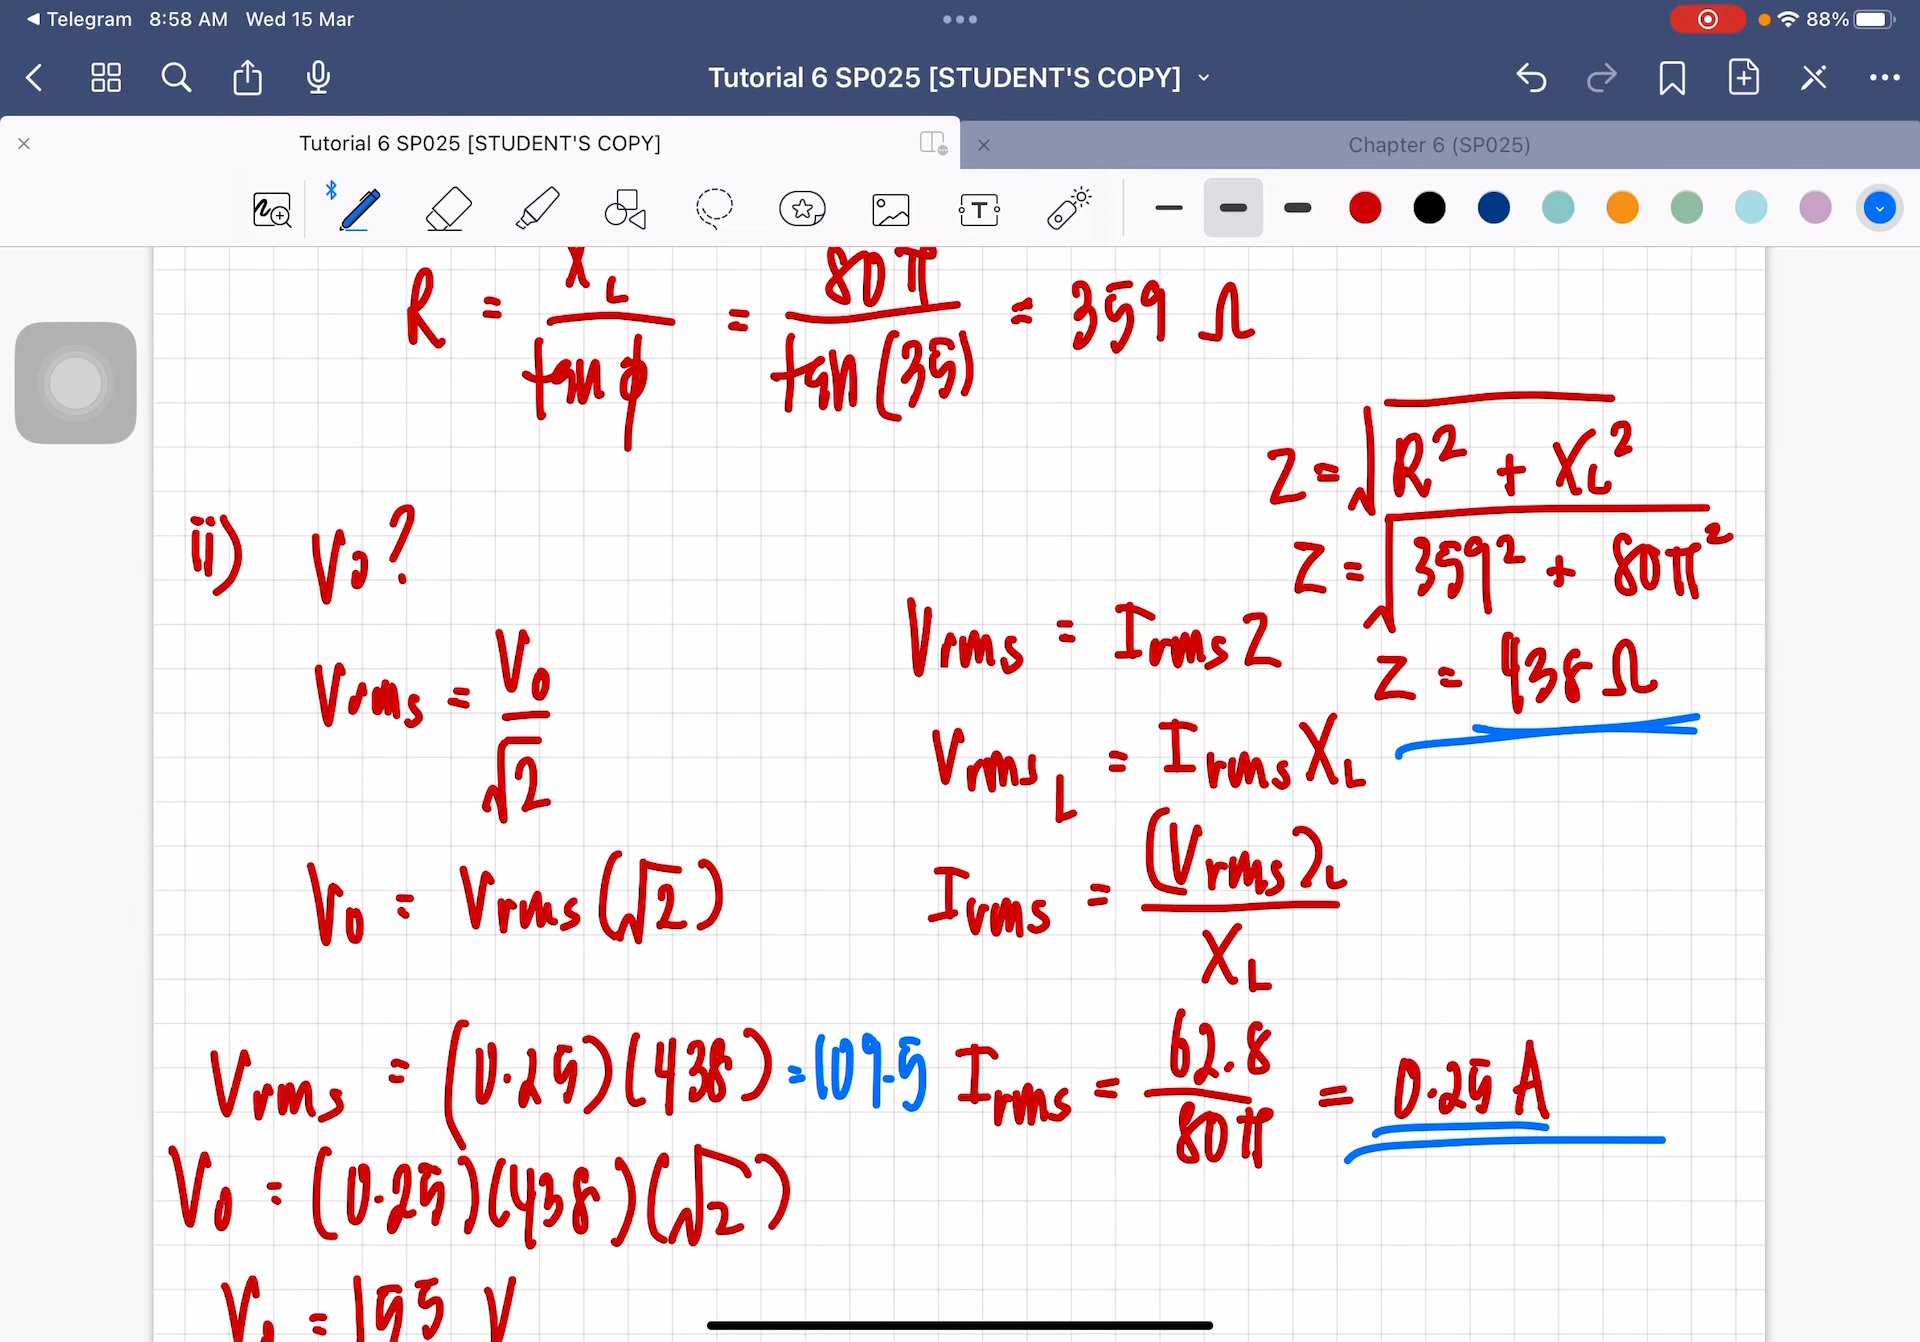 Telegram 8:58 AM Wed 15 Mar
88%
Tutorial 6 SP025 [STUDENT'S COPY]
Tutorial 6 SP025 [STUDENT'S COPY]
Chapter 6 (SP025)
R = X_L / tan φ = 80π / tan (35) = 359 Ω
Z = √(R² + X_L²)
ii) V₀?
Z = √(359² + 80π²)
Vrms = Irms Z
Z = 438 Ω
Vrms = V₀ / √2
Vrms_L = Irms X_L
V₀ = Vrms (√2)
Irms = (Vrms)_L / X_L
Vrms = (0.25)(438) = 109.5
Irms = 62.8 / 80π = 0.25 A
V₀ = (0.25)(438)(√2)
V₀ = 155 V